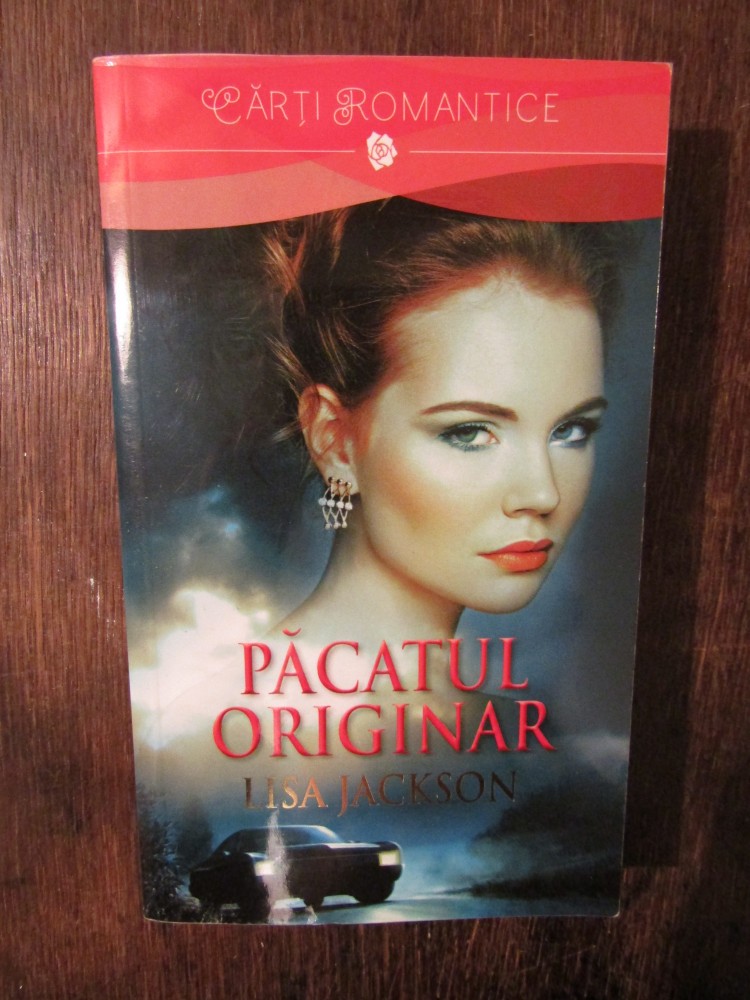 CĂRȚI ROMANTICE
PĂCATUL
ORIGINAR
LISA JACKSON